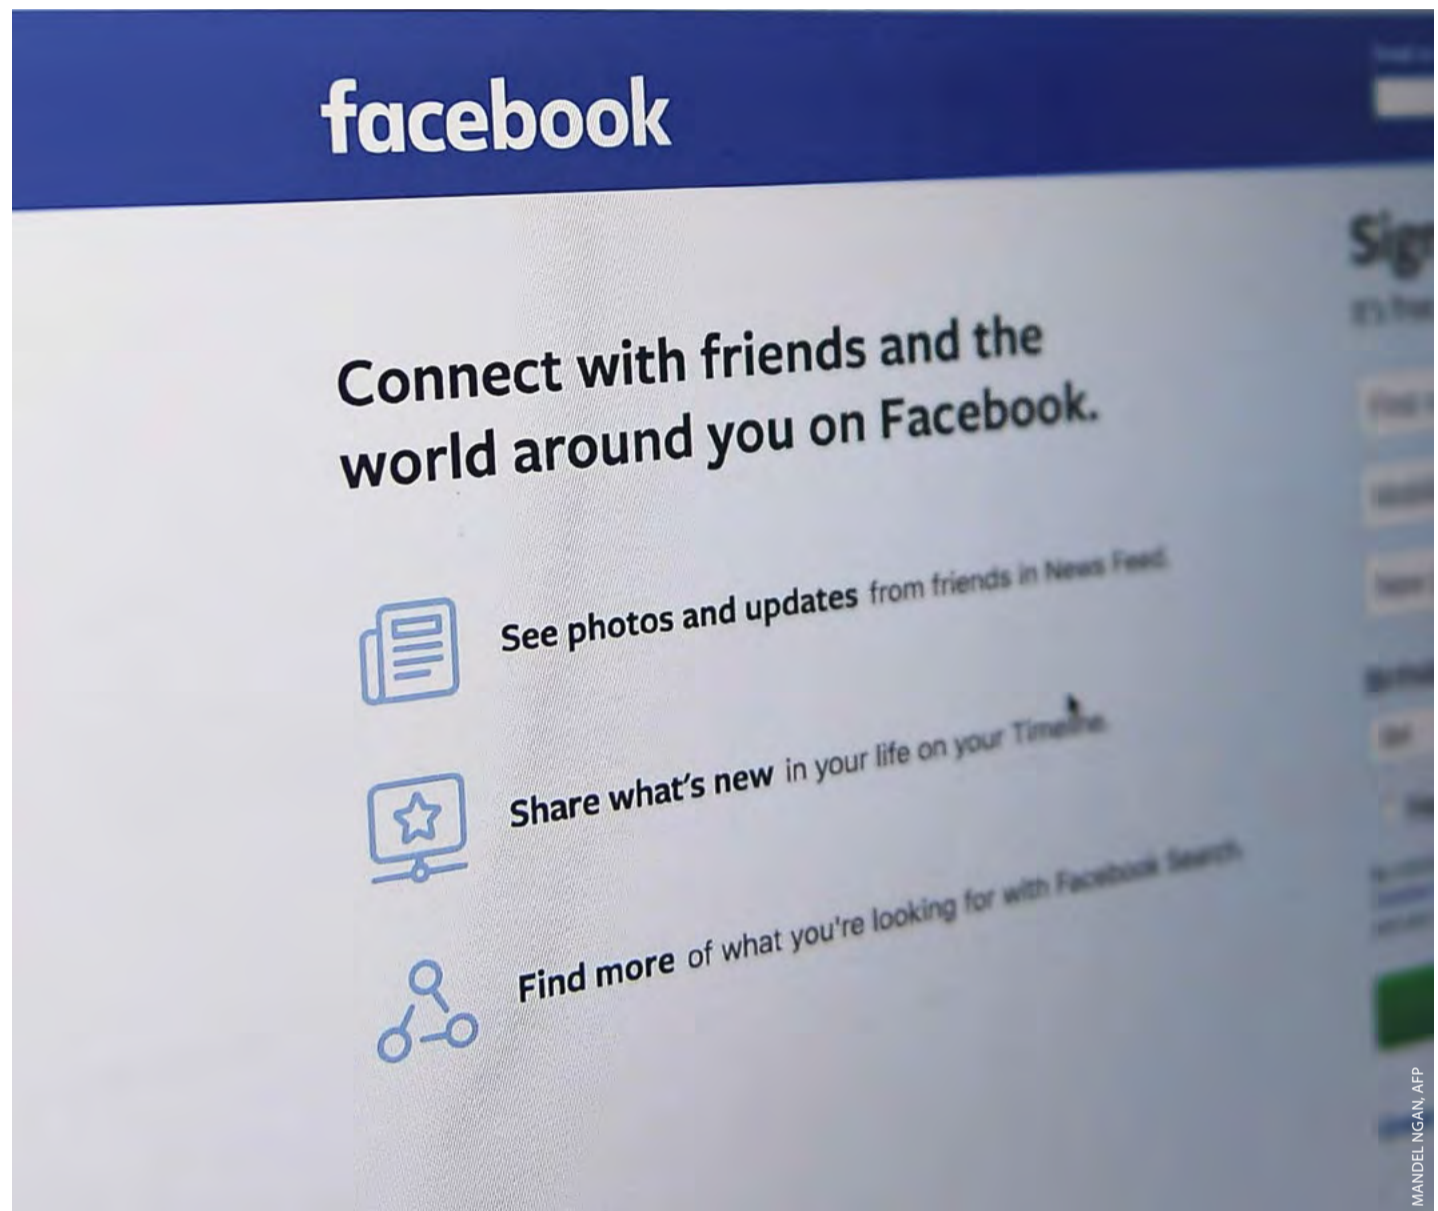 facebook
Connect with friends and the
world around you on Facebook.
See photos and updates from friends in News Feed.
Share what's new in your life on your Timeline.
Find more of what you're looking for with Facebook Search.
MANDEL NGAN, AFP